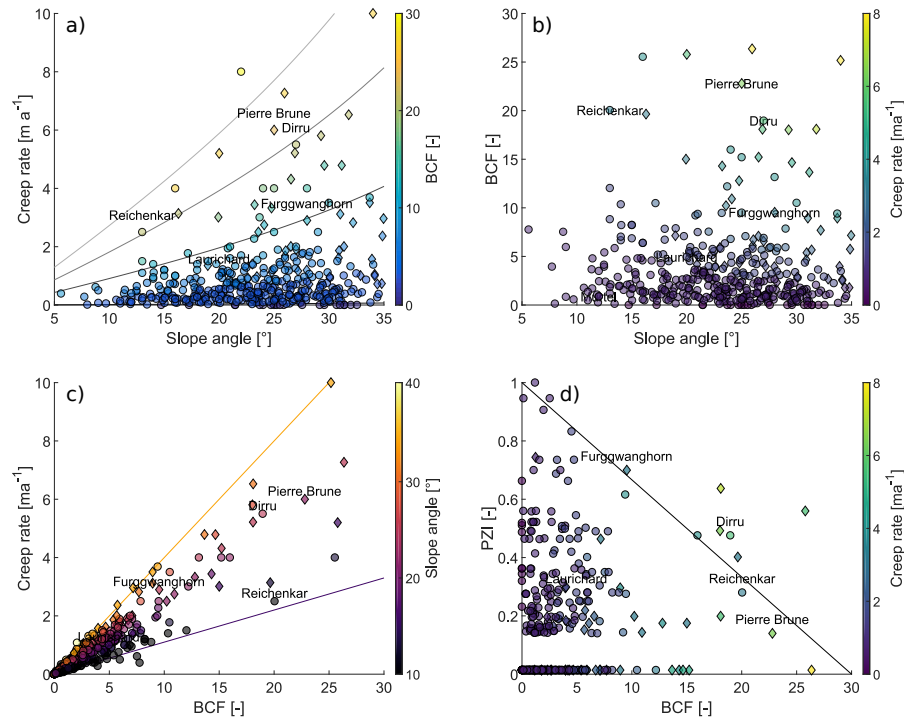 a)
Creep rate [m a⁻¹]
10
8
6
4
2
0
Pierre Brune
Dirru
Reichenkar
Furggwanghorn
Laurichard
5 10 15 20 25 30 35
Slope angle [°]
30
20
10
0
BCF [-]
b)
BCF [-]
30
25
20
15
10
5
0
Pierre Brune
Reichenkar
Dirru
Furggwanghorn
Laurichard
5 10 15 20 25 30 35
Slope angle [°]
8
6
4
2
0
Creep rate [ma⁻¹]
c)
Creep rate [ma⁻¹]
10
8
6
4
2
0
Pierre Brune
Dirru
Furggwanghorn
Reichenkar
0 5 10 15 20 25 30
BCF [-]
40
30
20
10
Slope angle [°]
d)
PZI [-]
1
0.8
0.6
0.4
0.2
0
Furggwanghorn
Dirru
Laurichard
Reichenkar
Pierre Brune
0 5 10 15 20 25 30
BCF [-]
8
6
4
2
0
Creep rate [ma⁻¹]